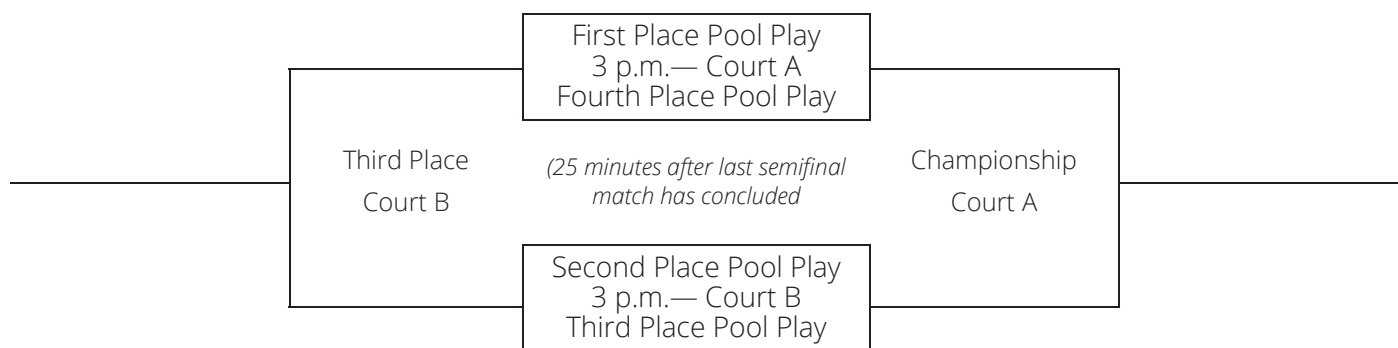 First Place Pool Play
3 p.m.— Court A
Fourth Place Pool Play
Third Place
Court B
(25 minutes after last semifinal
match has concluded
Championship
Court A
Second Place Pool Play
3 p.m.— Court B
Third Place Pool Play